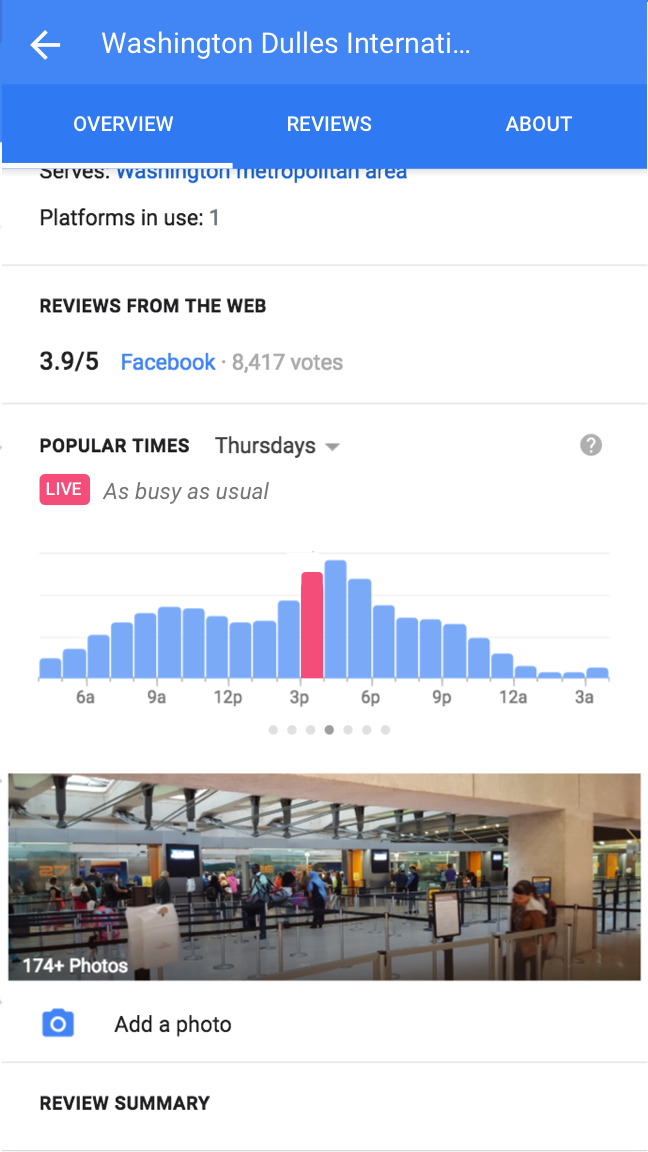 Washington Dulles Internati...
OVERVIEW REVIEWS ABOUT
Serves: Washington metropolitan area
Platforms in use: 1
REVIEWS FROM THE WEB
3.9/5 Facebook · 8,417 votes
POPULAR TIMES Thursdays ?
LIVE As busy as usual
6a 9a 12p 3p 6p 9p 12a 3a
27
174+ Photos
Add a photo
REVIEW SUMMARY